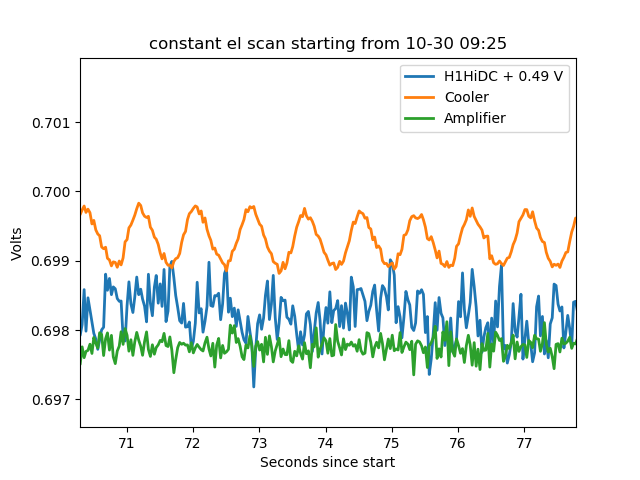 constant el scan starting from 10-30 09:25
H1HiDC + 0.49 V
Cooler
Amplifier
0.701
0.700
0.699
0.698
0.697
Volts
71 72 73 74 75 76 77
Seconds since start